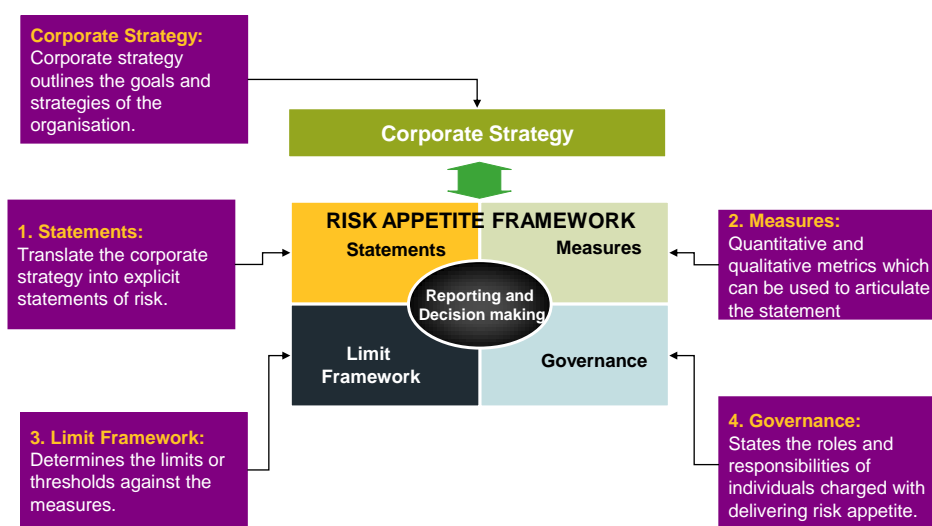 Corporate Strategy:
Corporate strategy
outlines the goals and
strategies of the
organisation.
Corporate Strategy
RISK APPETITE FRAMEWORK
Statements
Measures
Reporting and
Decision making
Limit
Framework
Governance
1. Statements:
Translate the corporate
strategy into explicit
statements of risk.
2. Measures:
Quantitative and
qualitative metrics which
can be used to articulate
the statement
3. Limit Framework:
Determines the limits or
thresholds against the
measures.
4. Governance:
States the roles and
responsibilities of
individuals charged with
delivering risk appetite.